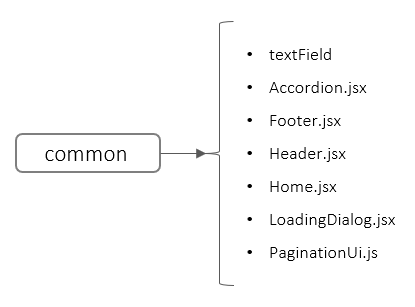 common
textField
Accordion.jsx
Footer.jsx
Header.jsx
Home.jsx
LoadingDialog.jsx
PaginationUi.js